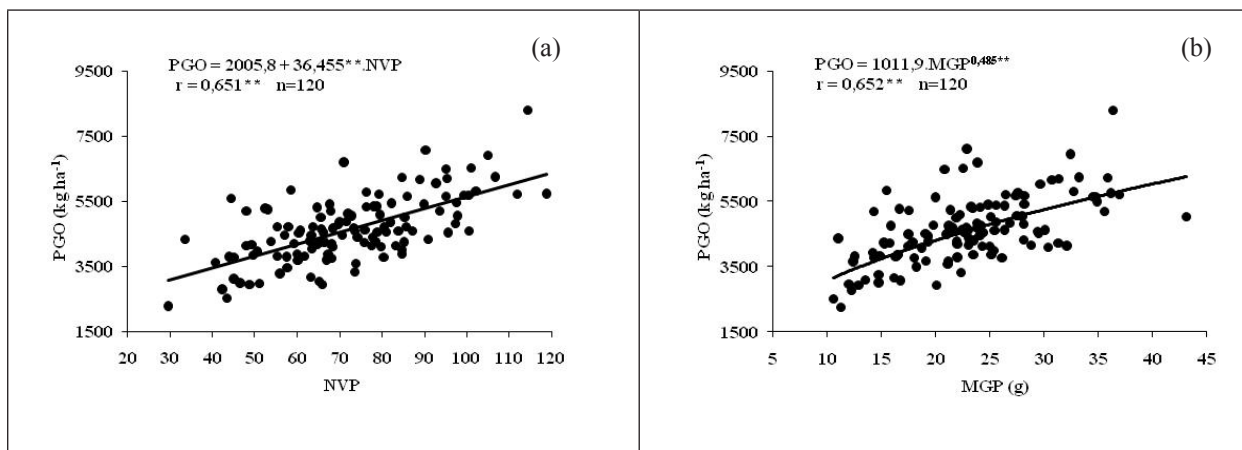 (a)
PGO = 2005,8 + 36,455**.NVP
r = 0,651** n=120
9500
7500
5500
3500
1500
PGO (kg ha-1)
20 30 40 50 60 70 80 90 100 110 120
NVP
(b)
PGO = 1011,9.MGP0,485**
r = 0,652** n=120
9500
7500
5500
3500
1500
PGO (kg ha-1)
5 10 15 20 25 30 35 40 45
MGP (g)